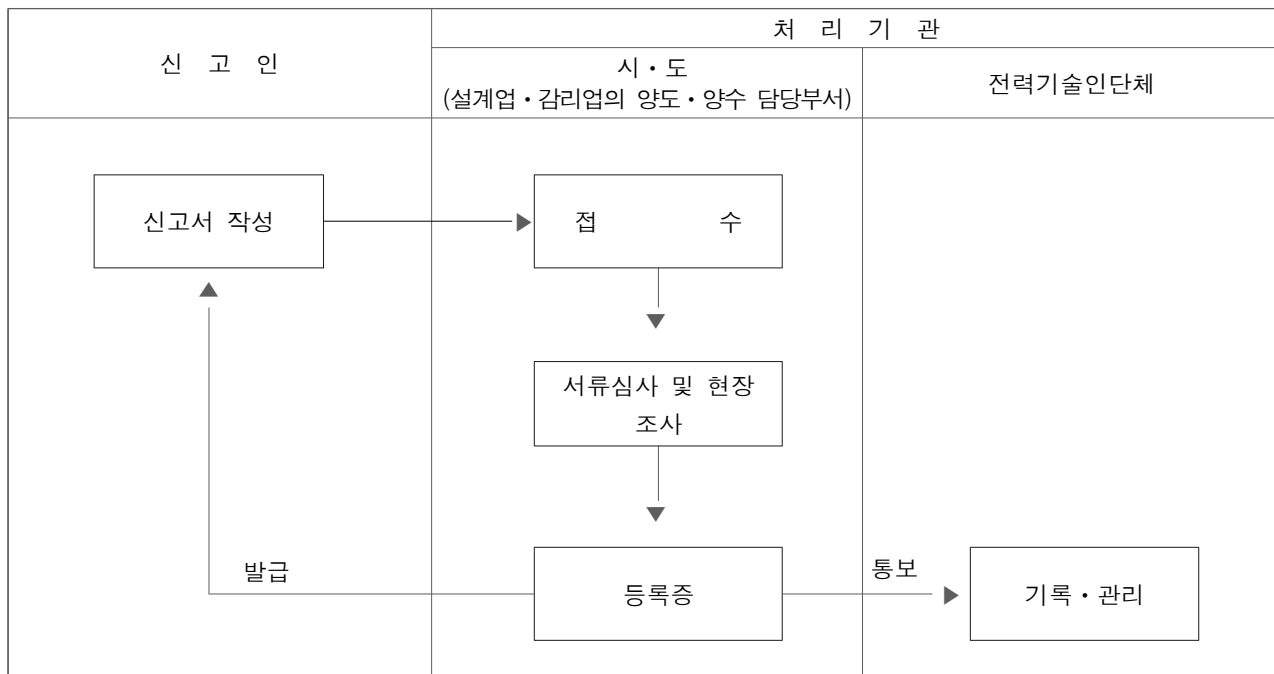 신 고 인
처 리 기 관
시・도
(설계업・감리업의 양도・양수 담당부서)
전력기술인단체
신고서 작성
접 수
서류심사 및 현장
조사
발급
등록증
통보
기록・관리